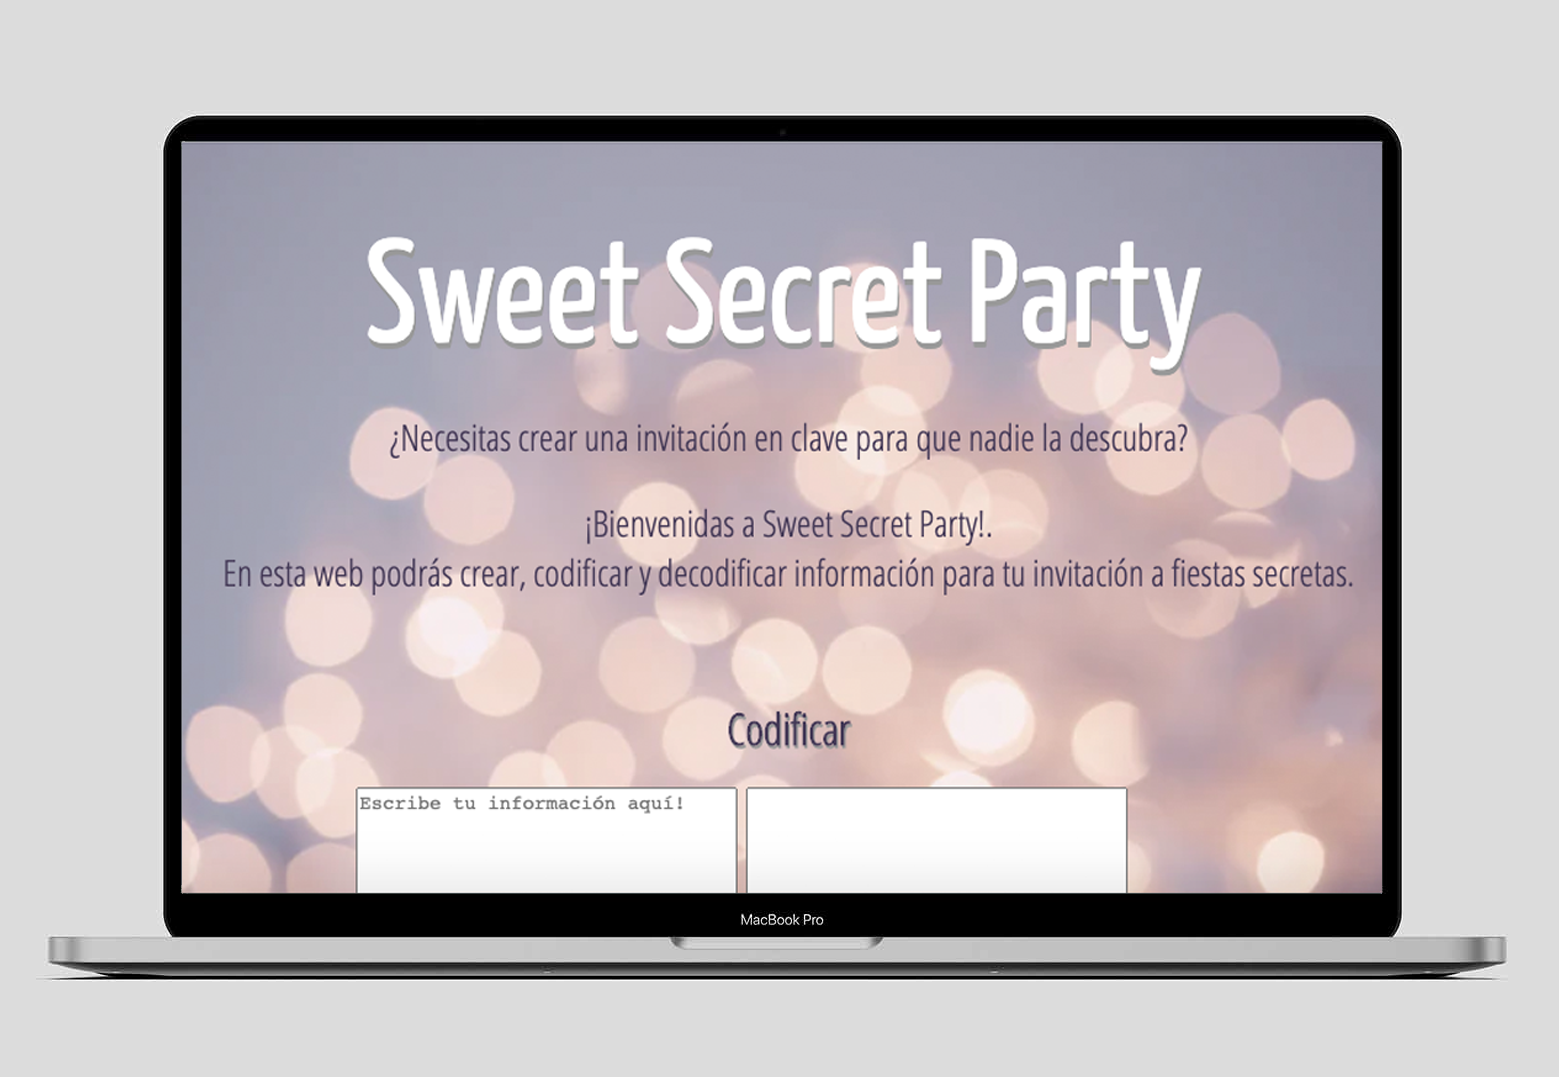 Sweet Secret Party
¿Necesitas crear una invitación en clave para que nadie la descubra?
¡Bienvenidas a Sweet Secret Party!.
En esta web podrás crear, codificar y decodificar información para tu invitación a fiestas secretas.
Codificar
Escribe tu información aquí!
MacBook Pro